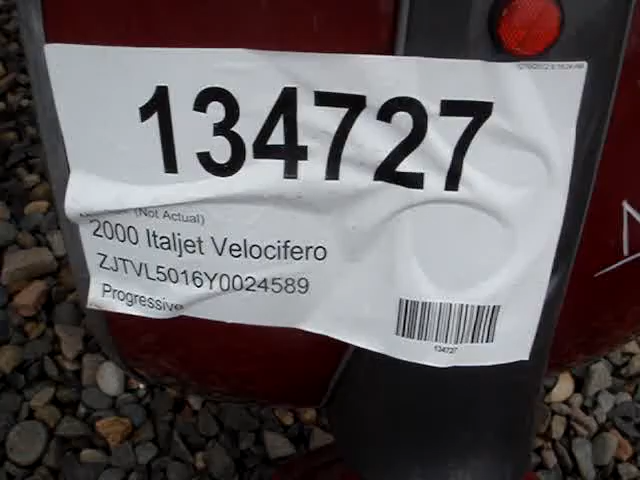 134727
(Not Actual)
2000 Italjet Velocifero
ZJTVL5016Y0024589
Progressive
134727